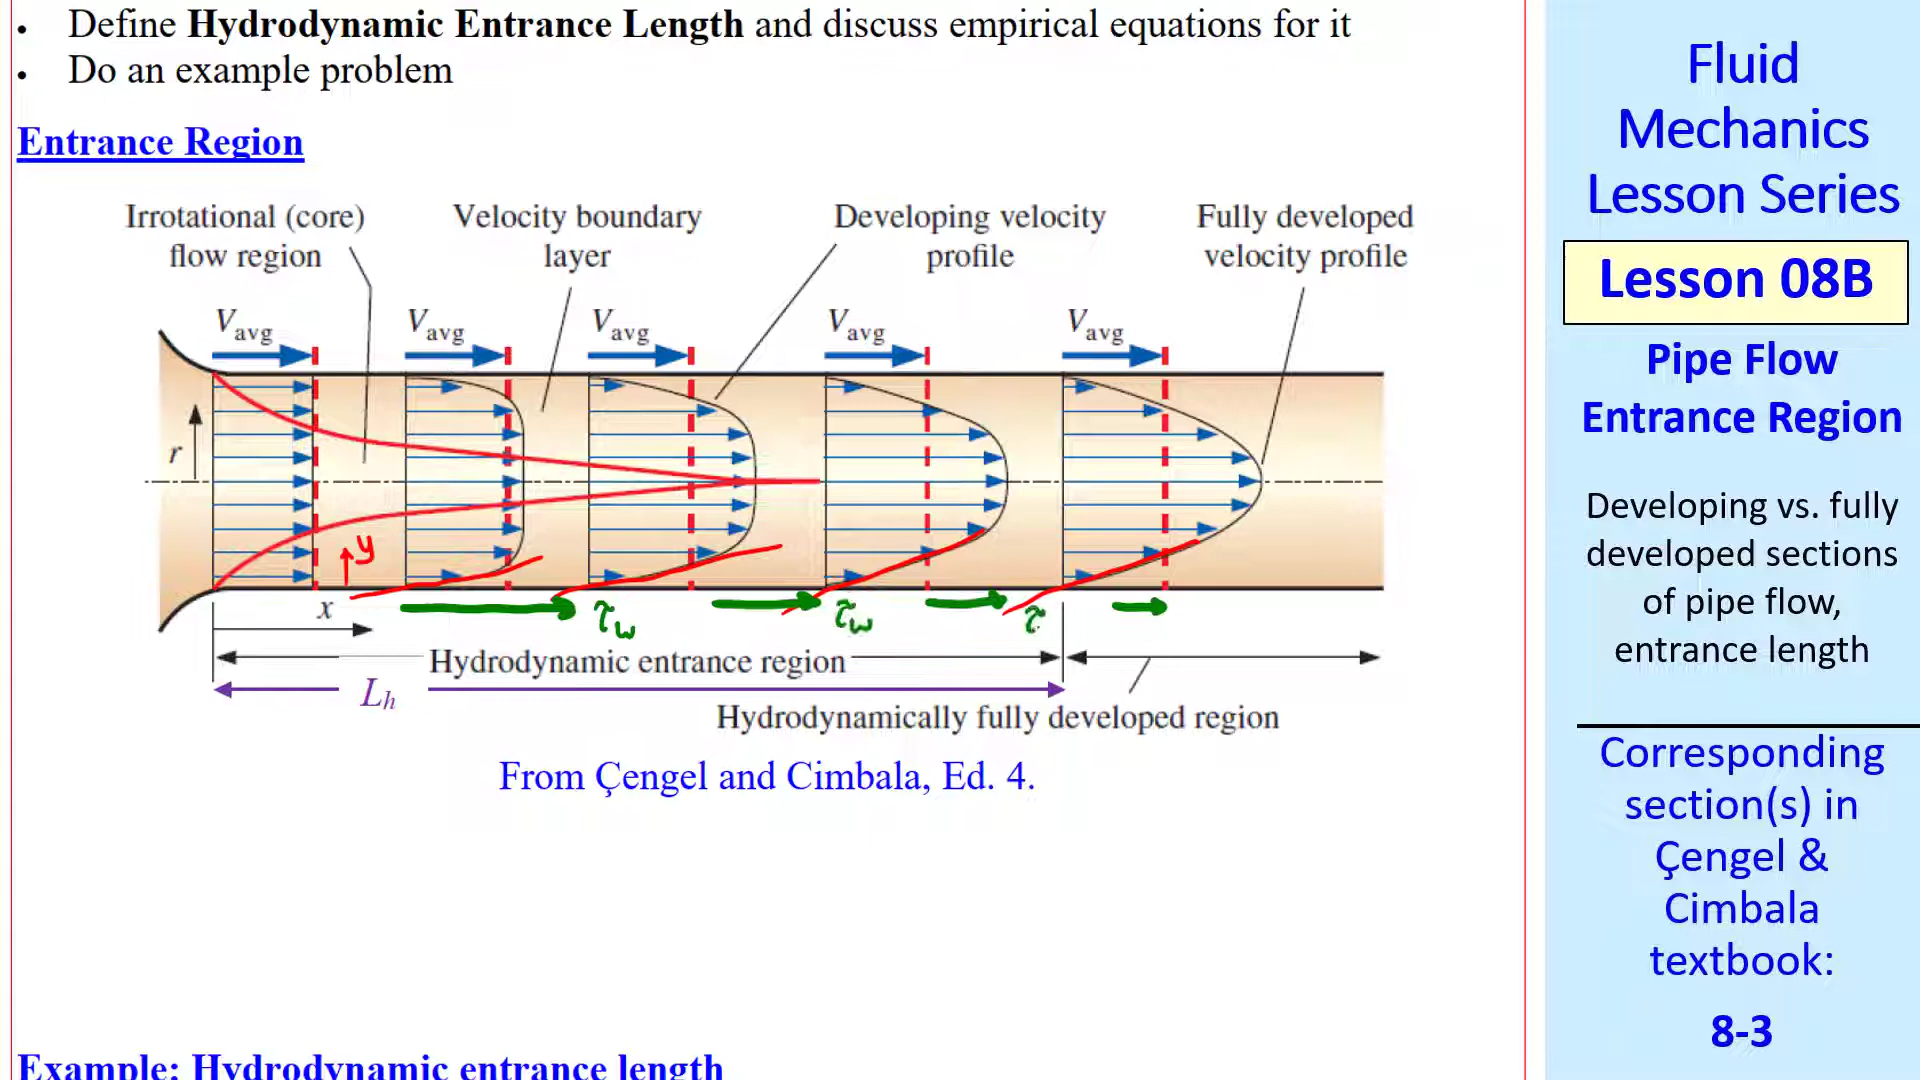 • Define Hydrodynamic Entrance Length and discuss empirical equations for it
• Do an example problem
Entrance Region
Irrotational (core)
flow region
Velocity boundary
layer
Developing velocity
profile
Fully developed
velocity profile
Vavg Vavg Vavg Vavg Vavg
r
y
x
τw τw τ
Hydrodynamic entrance region
Lh
Hydrodynamically fully developed region
From Çengel and Cimbala, Ed. 4.
Example: Hydrodynamic entrance length
Fluid
Mechanics
Lesson Series
Lesson 08B
Pipe Flow
Entrance Region
Developing vs. fully
developed sections
of pipe flow,
entrance length
Corresponding
section(s) in
Çengel &
Cimbala
textbook:
8-3